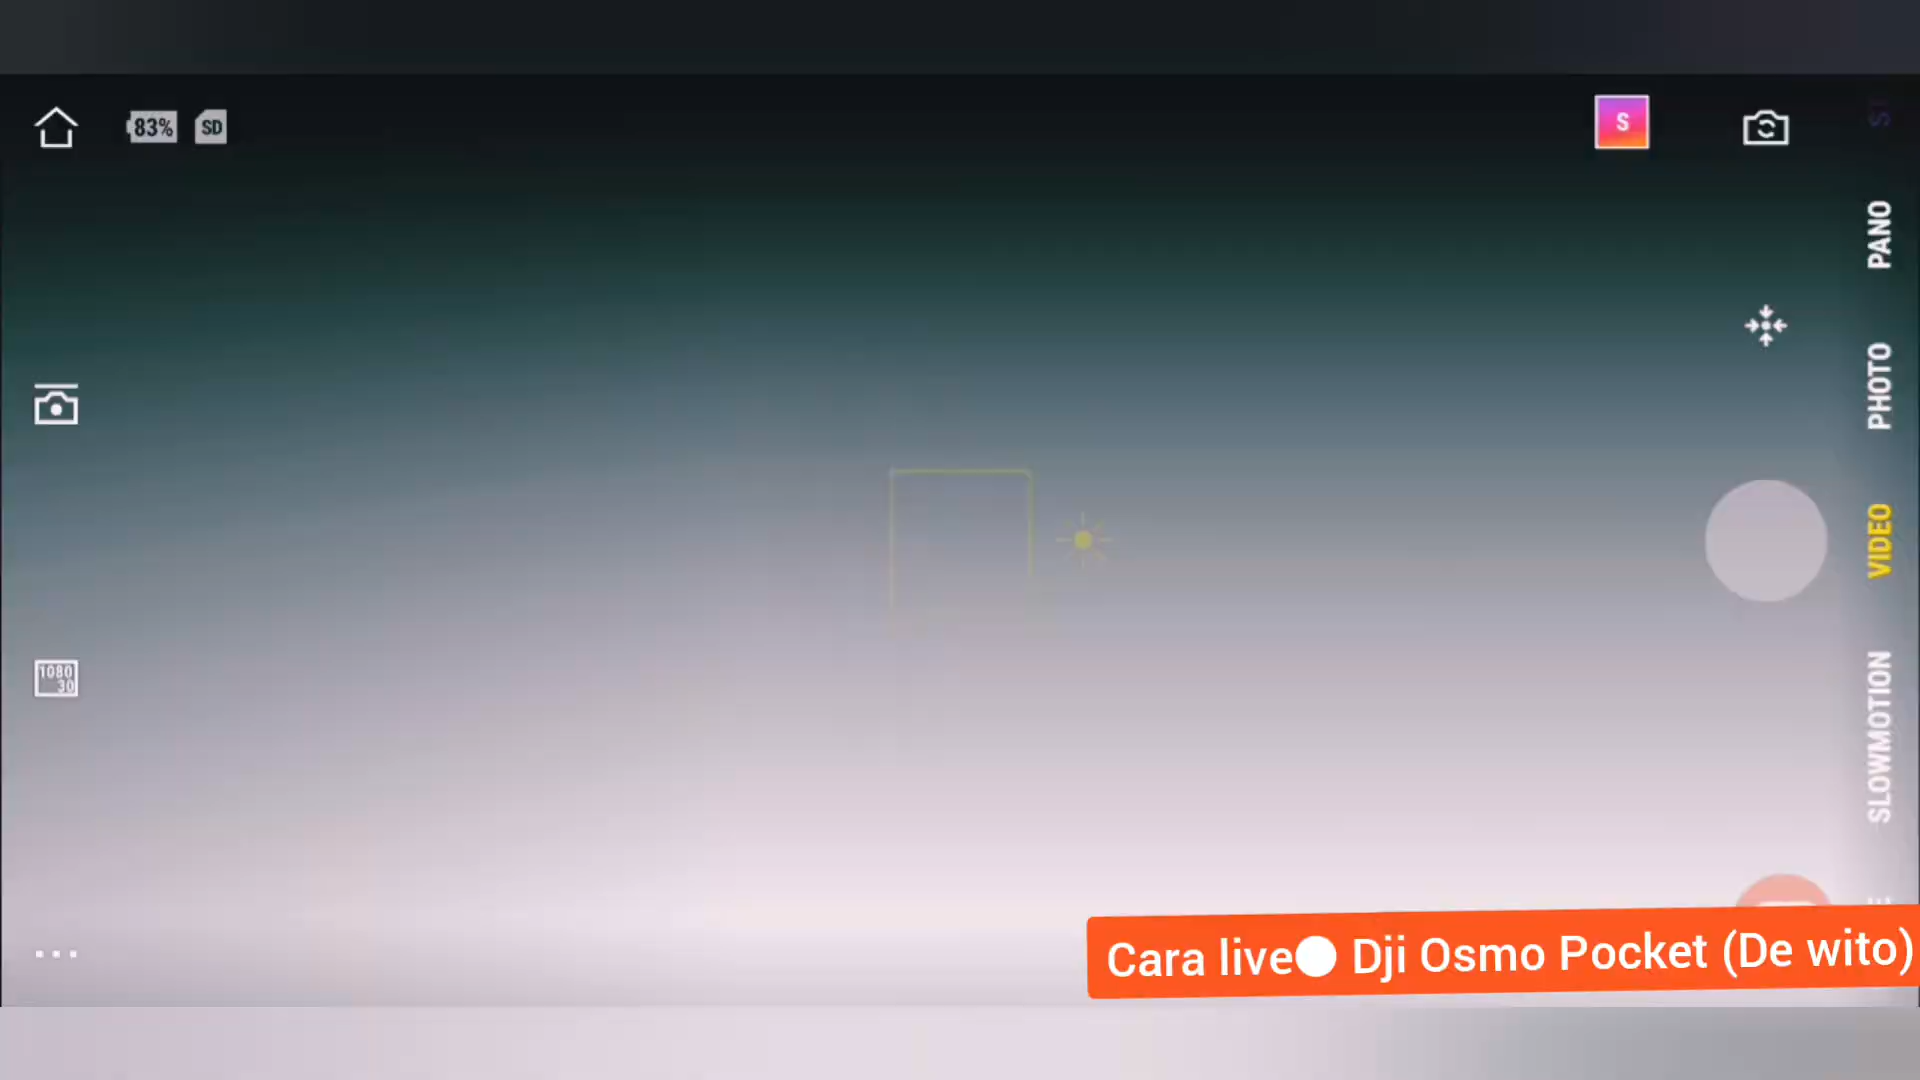 83%
SD
S
PANO
PHOTO
VIDEO
SLOWMOTION
1080
30
Cara live Dji Osmo Pocket (De wito)